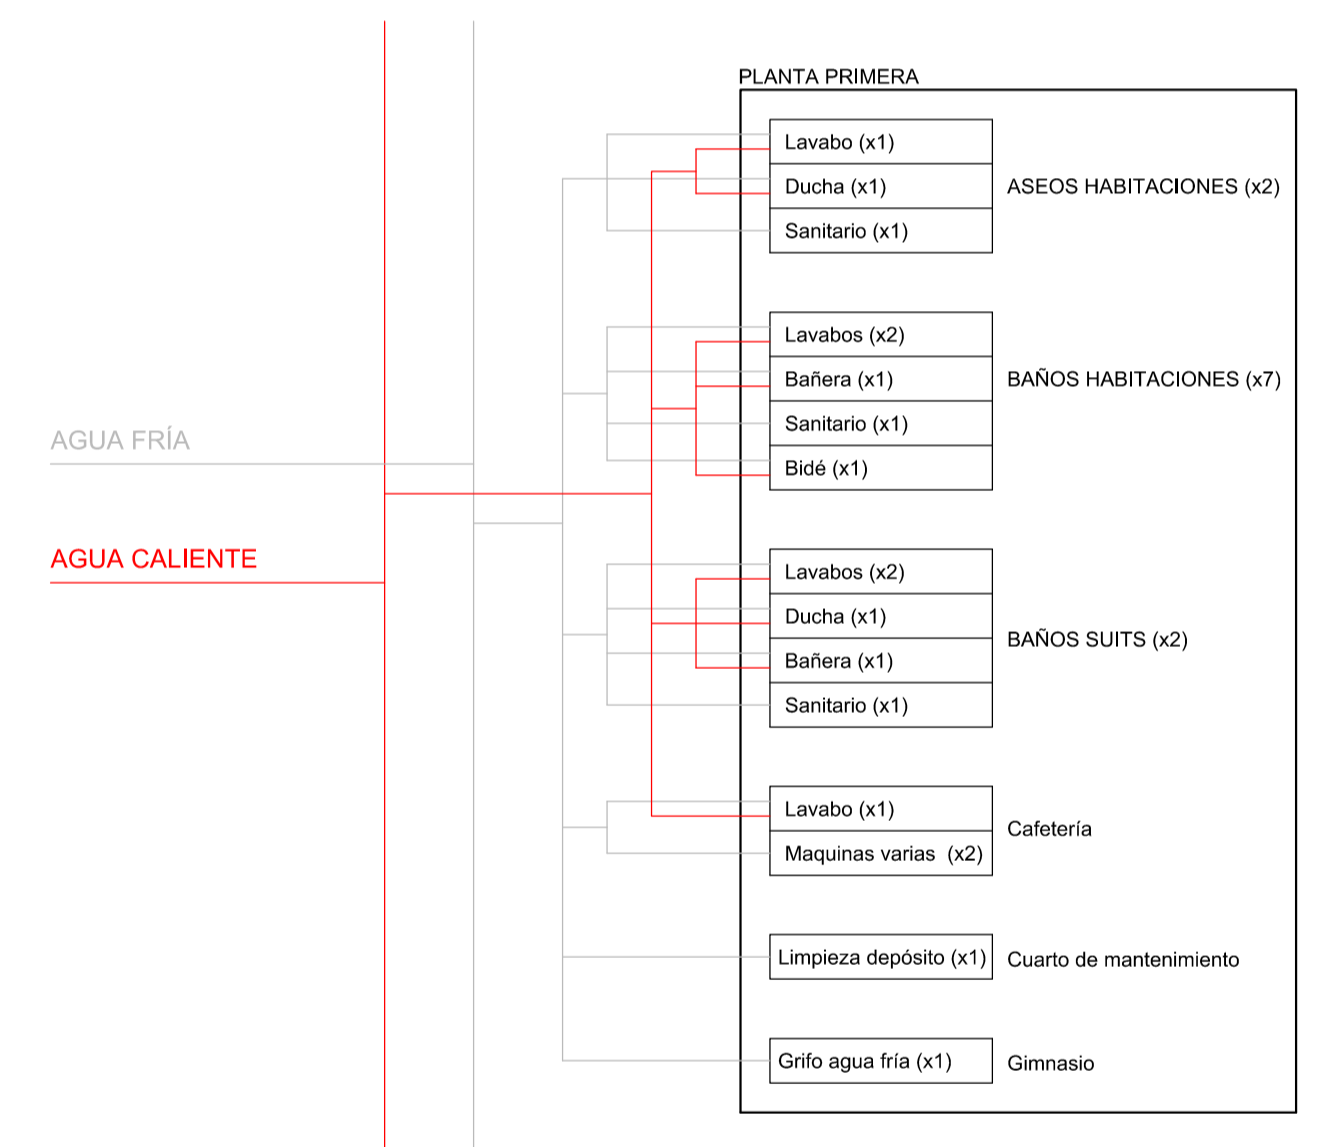 PLANTA PRIMERA
Lavabo (x1)
Ducha (x1)
ASEOS HABITACIONES (x2)
Sanitario (x1)
Lavabos (x2)
Bañera (x1)
BAÑOS HABITACIONES (x7)
Sanitario (x1)
Bidé (x1)
AGUA FRÍA
AGUA CALIENTE
Lavabos (x2)
Ducha (x1)
BAÑOS SUITS (x2)
Bañera (x1)
Sanitario (x1)
Lavabo (x1)
Cafetería
Maquinas varias (x2)
Limpieza depósito (x1)
Cuarto de mantenimiento
Grifo agua fría (x1)
Gimnasio